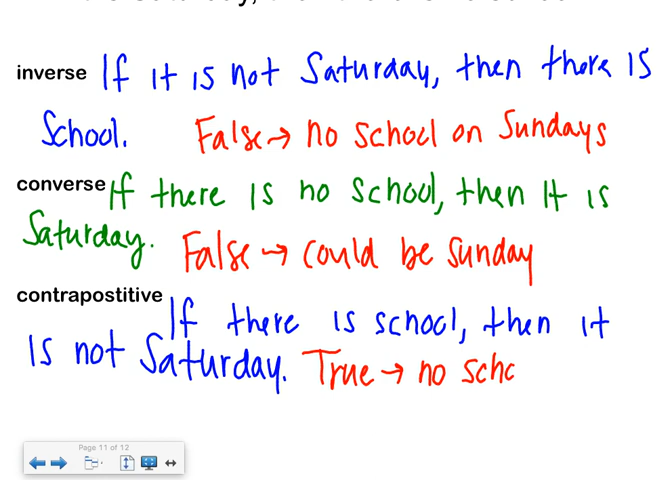 inverse If it is not Saturday, then there is
School. False → no school on Sundays
converse If there is no school, then it is
Saturday. False → could be Sunday
contrapostitive If there is school, then it
is not Saturday. True → no scho
Page 11 of 12